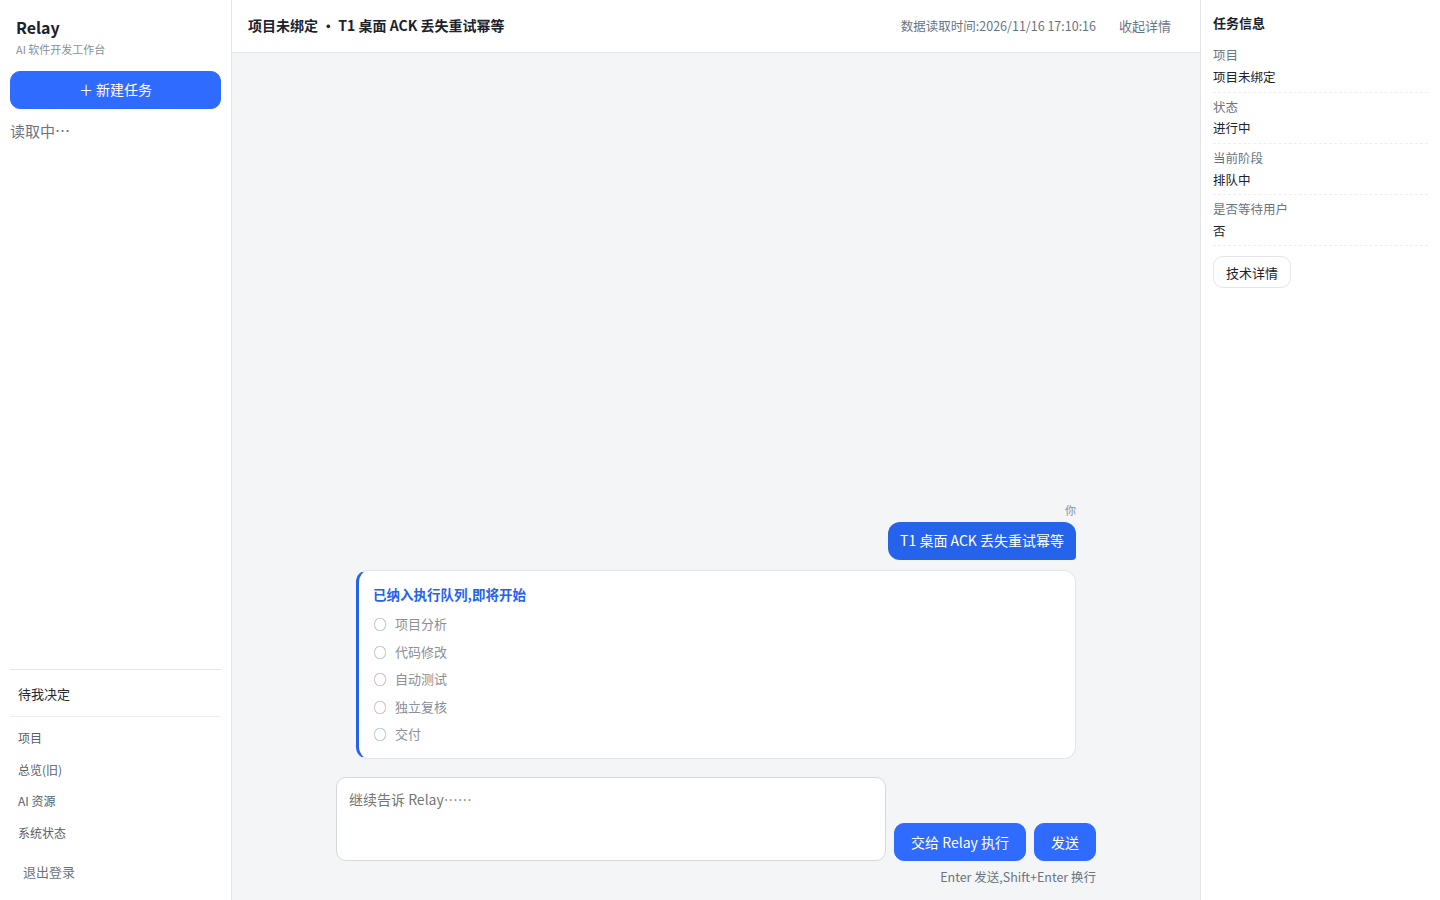 Relay
AI 软件开发工作台
＋ 新建任务
读取中…
待我决定
项目
总览(旧)
AI 资源
系统状态
退出登录
项目未绑定 · T1 桌面 ACK 丢失重试幂等
数据读取时间:2026/11/16 17:10:16
收起详情
你
T1 桌面 ACK 丢失重试幂等
已纳入执行队列,即将开始
项目分析
代码修改
自动测试
独立复核
交付
继续告诉 Relay……
交给 Relay 执行
发送
Enter 发送,Shift+Enter 换行
任务信息
项目
项目未绑定
状态
进行中
当前阶段
排队中
是否等待用户
否
技术详情